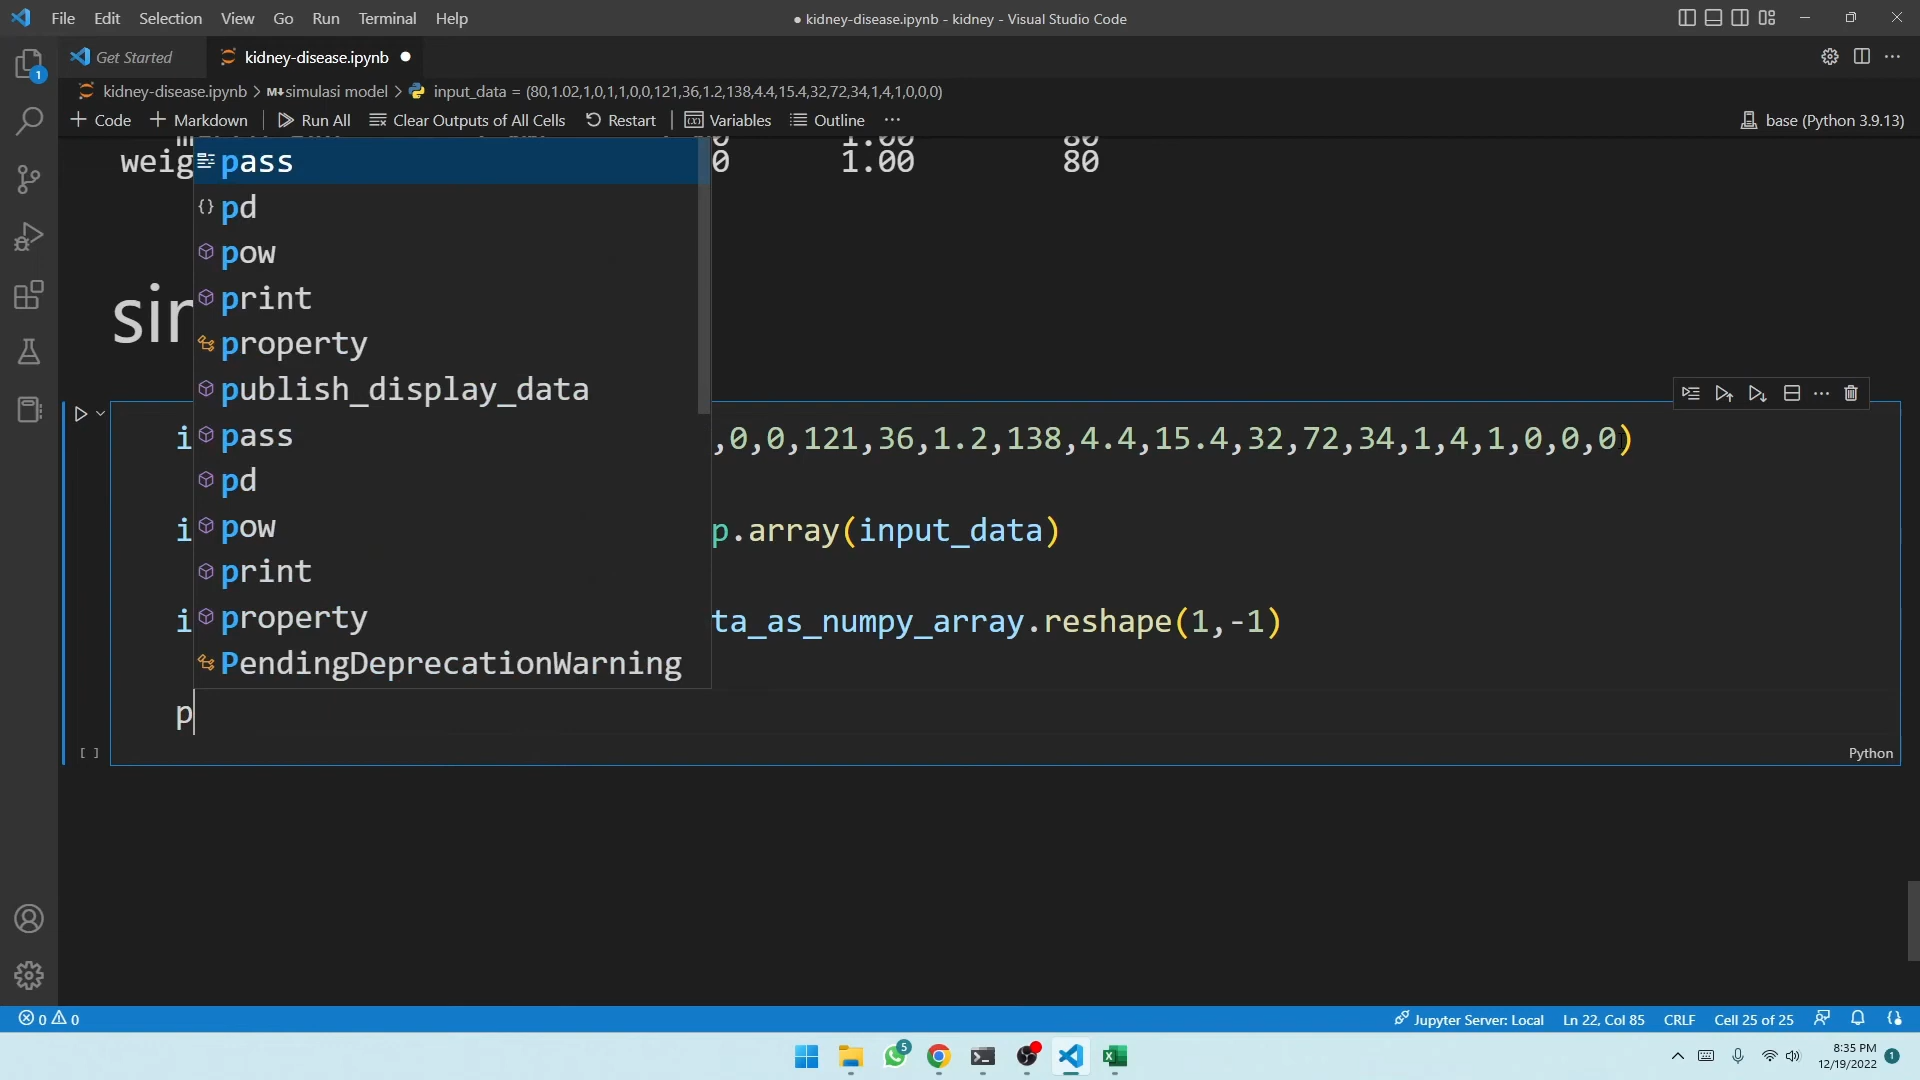 File Edit Selection View Go Run Terminal Help
● kidney-disease.ipynb - kidney - Visual Studio Code
Get Started
kidney-disease.ipynb ●
kidney-disease.ipynb > M↓simulasi model > input_data = (80,1.02,1,0,1,1,0,0,121,36,1.2,138,4.4,15.4,32,72,34,1,4,1,0,0,0)
+ Code + Markdown Run All Clear Outputs of All Cells Restart Variables Outline ···
base (Python 3.9.13)
1.00 80
weig 0 1.00 80
pass
pd
pow
print
property
publish_display_data
pass
pd
pow
print
property
PendingDeprecationWarning
,0,0,121,36,1.2,138,4.4,15.4,32,72,34,1,4,1,0,0,0)
i p.array(input_data)
i ta_as_numpy_array.reshape(1,-1)
p
[ ]
Python
1
0 0
Jupyter Server: Local Ln 22, Col 85 CRLF Cell 25 of 25
5
8:35 PM
12/19/2022
1